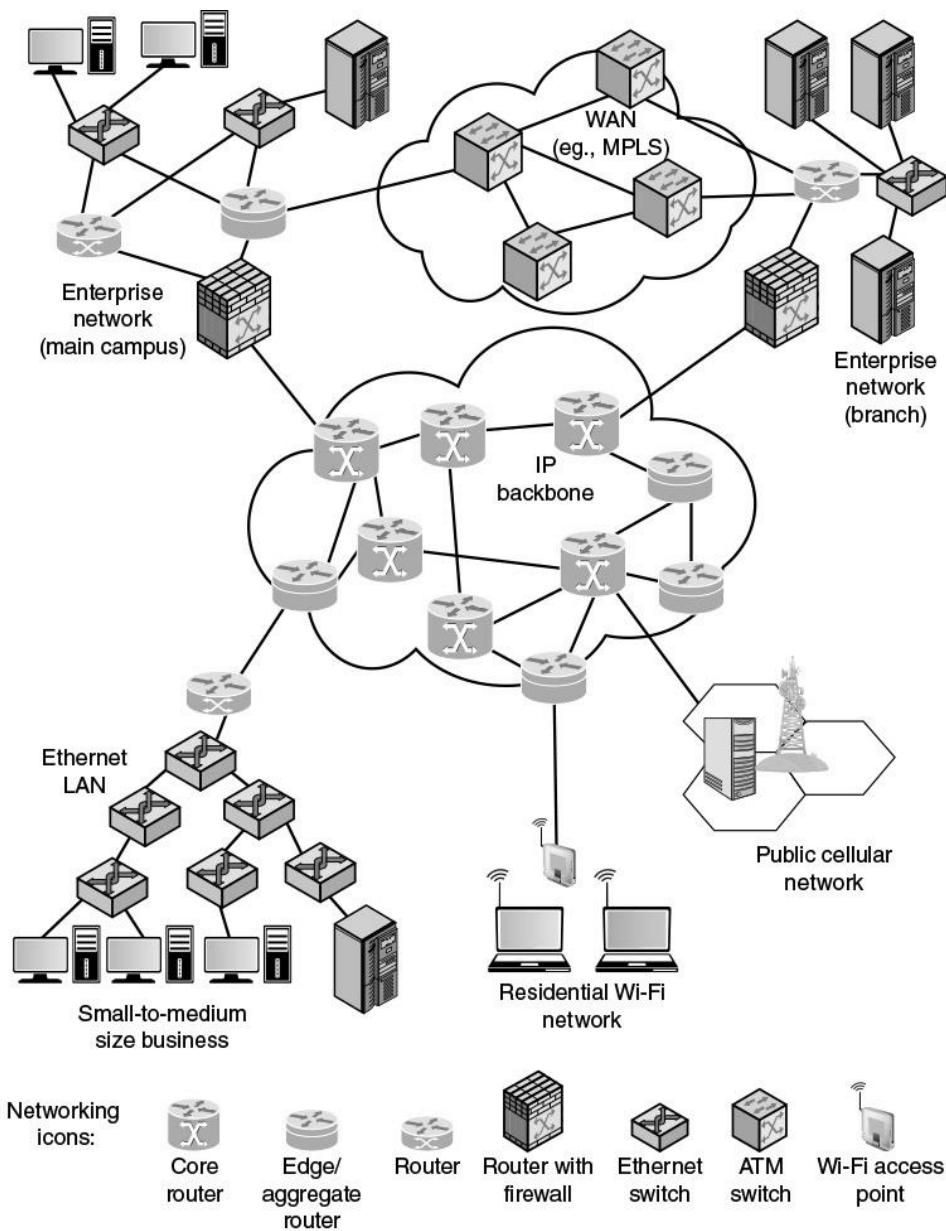 WAN
(eg., MPLS)
Enterprise
network
(main campus)
Enterprise
network
(branch)
IP
backbone
Ethernet
LAN
Public cellular
network
Residential Wi-Fi
network
Small-to-medium
size business
Networking
icons:
Core
router
Edge/
aggregate
router
Router
Router with
firewall
Ethernet
switch
ATM
switch
Wi-Fi access
point